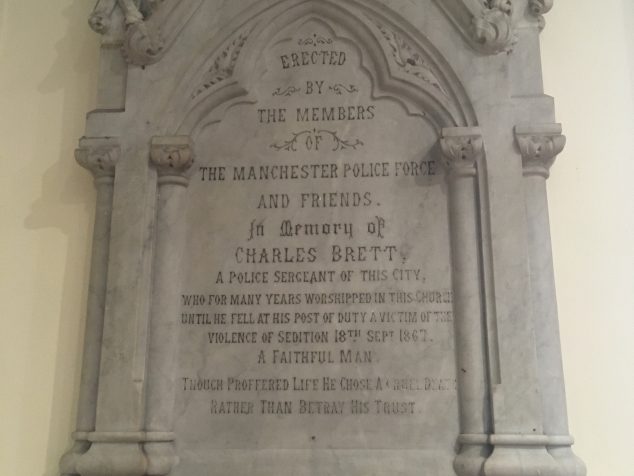 ERECTED
BY
THE MEMBERS
OF
THE MANCHESTER POLICE FORCE
AND FRIENDS.
In Memory of
CHARLES BRETT,
A POLICE SERGEANT OF THIS CITY,
WHO FOR MANY YEARS WORSHIPPED IN THIS CHURCH
UNTIL HE FELL AT HIS POST OF DUTY A VICTIM OF THE
VIOLENCE OF SEDITION 18TH SEPT 1867.
A FAITHFUL MAN.
THOUGH PROFFERED LIFE HE CHOSE A CRUEL DEATH
RATHER THAN BETRAY HIS TRUST.